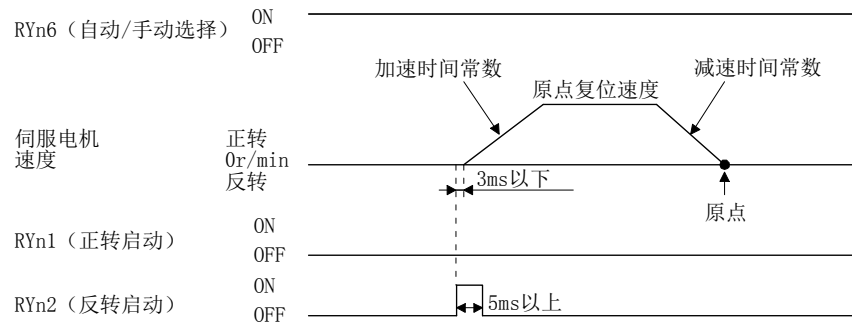 RYn6（自动/手动选择）
ON
OFF
加速时间常数
减速时间常数
原点复位速度
伺服电机
速度
正转
0r/min
反转
3ms以下
原点
RYn1（正转启动）
ON
OFF
RYn2（反转启动）
ON
OFF
5ms以上